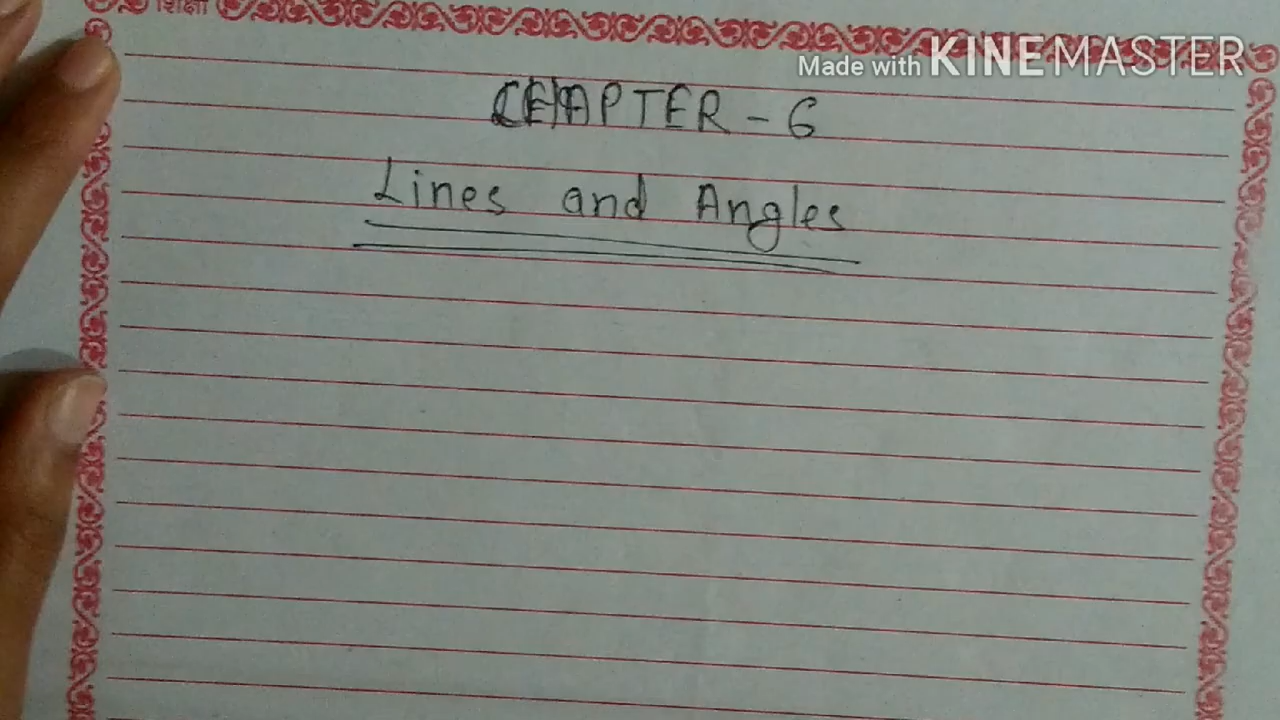 शिक्षा
Made with KINEMASTER
CHAPTER - 6
Lines and Angles